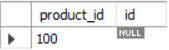 product_id id
100 NULL